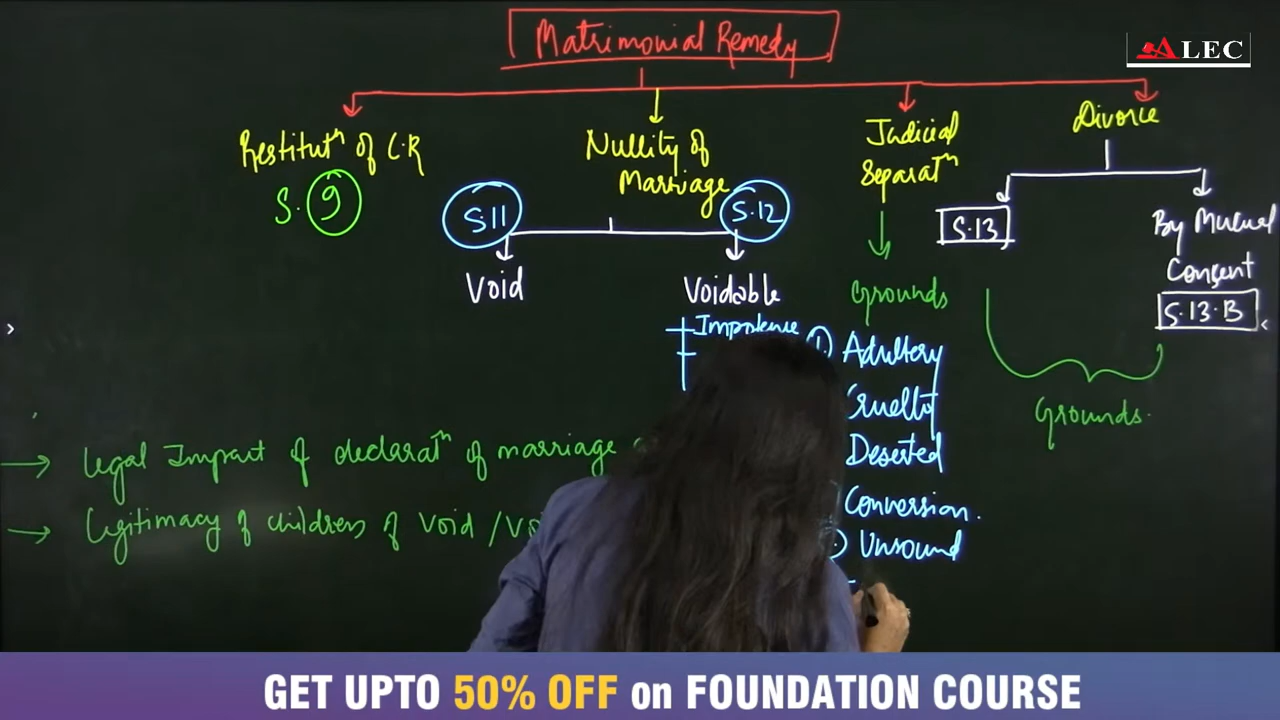 Matrimonial Remedy
ALEC
Restitutn of C.R
S. 9
Nullity of
Marriage
S.11
S.12
Void
Voidable
Impotence
Judicial
Separatn
Grounds
1.
Adultery
Cruelty
Deserted
Conversion.
Unsound
Divorce
S.13
By Mutual
Consent
S.13.B
Grounds.
→ Legal Impact of declaratn of marriage
→ Legitimacy of children of void /vo
GET UPTO 50% OFF on FOUNDATION COURSE